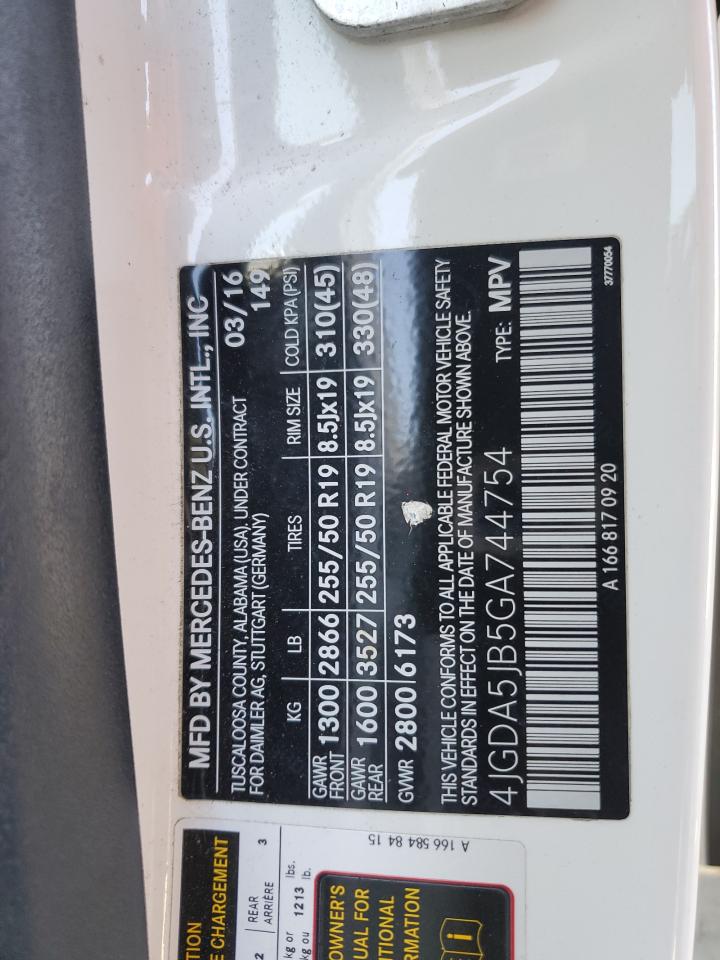 MFD BY MERCEDES-BENZ U.S. INTL., INC
TUSCALOOSA COUNTY, ALABAMA (USA), UNDER CONTRACT 03/16
FOR DAIMLER AG, STUTTGART (GERMANY) 149
KG LB TIRES RIM SIZE COLD KPA (PSI)
GAWR FRONT 1300 2866 255/50 R19 8.5Jx19 310(45)
GAWR REAR 1600 3527 255/50 R19 8.5Jx19 330(48)
GVWR 2800 6173
THIS VEHICLE CONFORMS TO ALL APPLICABLE FEDERAL MOTOR VEHICLE SAFETY
STANDARDS IN EFFECT ON THE DATE OF MANUFACTURE SHOWN ABOVE.
4JGDA5JB5GA744754 TYPE: MPV
A 166 817 09 20 37770054
A 166 584 84 15
E CHARGEMENT
REAR 3
ARRIÈRE
kg or 1213 lbs.
kg ou lb.
OWNER'S
UAL FOR
ITIONAL
RMATION
i